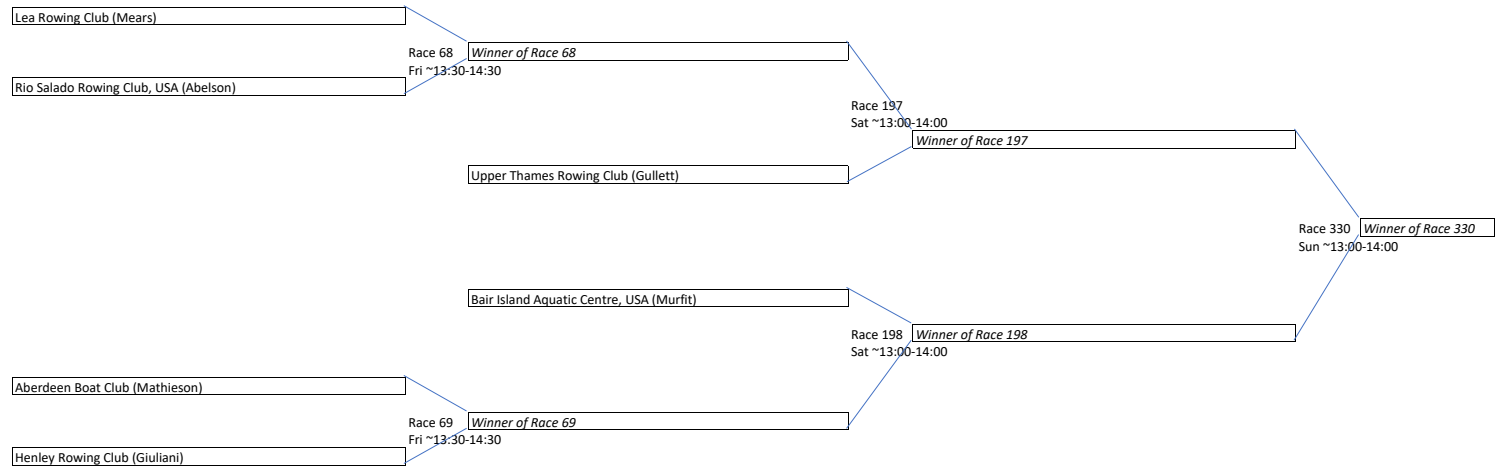 Lea Rowing Club (Mears)
Race 68
Winner of Race 68
Fri ~13:30-14:30
Rio Salado Rowing Club, USA (Abelson)
Race 197
Sat ~13:00-14:00
Winner of Race 197
Upper Thames Rowing Club (Gullett)
Race 330
Winner of Race 330
Sun ~13:00-14:00
Bair Island Aquatic Centre, USA (Murfit)
Race 198
Winner of Race 198
Sat ~13:00-14:00
Aberdeen Boat Club (Mathieson)
Race 69
Winner of Race 69
Fri ~13:30-14:30
Henley Rowing Club (Giuliani)